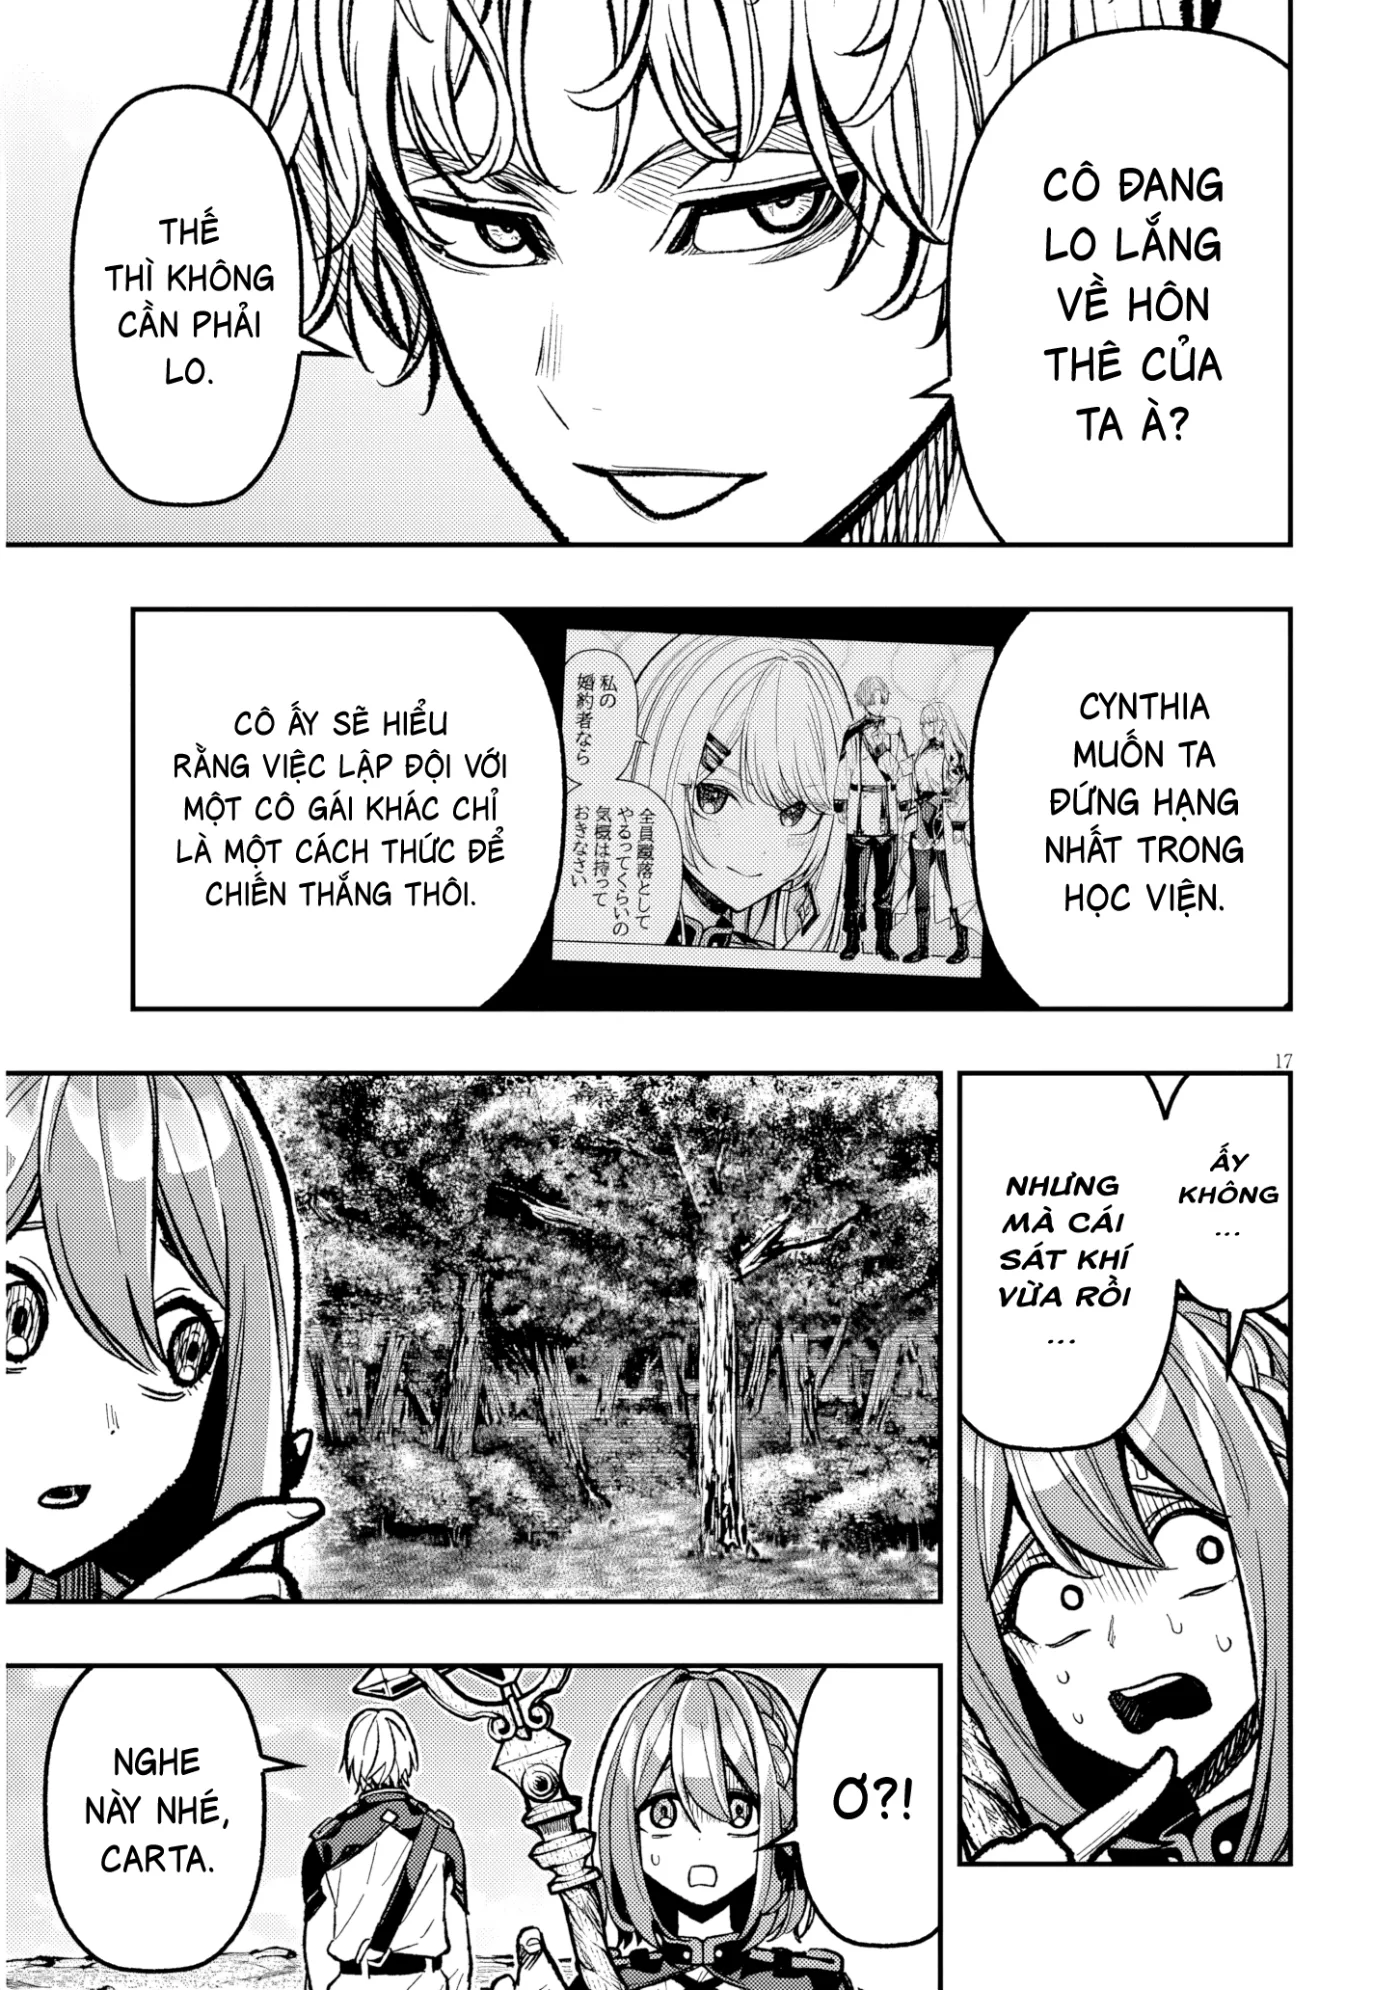 CÔ ĐANG
LO LẮNG
VỀ HÔN
THÊ CỦA
TA À?
THẾ
THÌ KHÔNG
CẦN PHẢI
LO.
CYNTHIA
MUỐN TA
ĐỨNG HẠNG
NHẤT TRONG
HỌC VIỆN.
私の
婚約者なら
全員蹴落として
やるってくらいの
気概は持って
おきなさい
CÔ ẤY SẼ HIỂU
RẰNG VIỆC LẬP ĐỘI VỚI
MỘT CÔ GÁI KHÁC CHỈ
LÀ MỘT CÁCH THỨC ĐỂ
CHIẾN THẮNG THÔI.
17
ẤY
KHÔNG
...
NHƯNG
MÀ CÁI
SÁT KHÍ
VỪA RỒI
...
Ơ?!
NGHE
NÀY NHÉ,
CARTA.